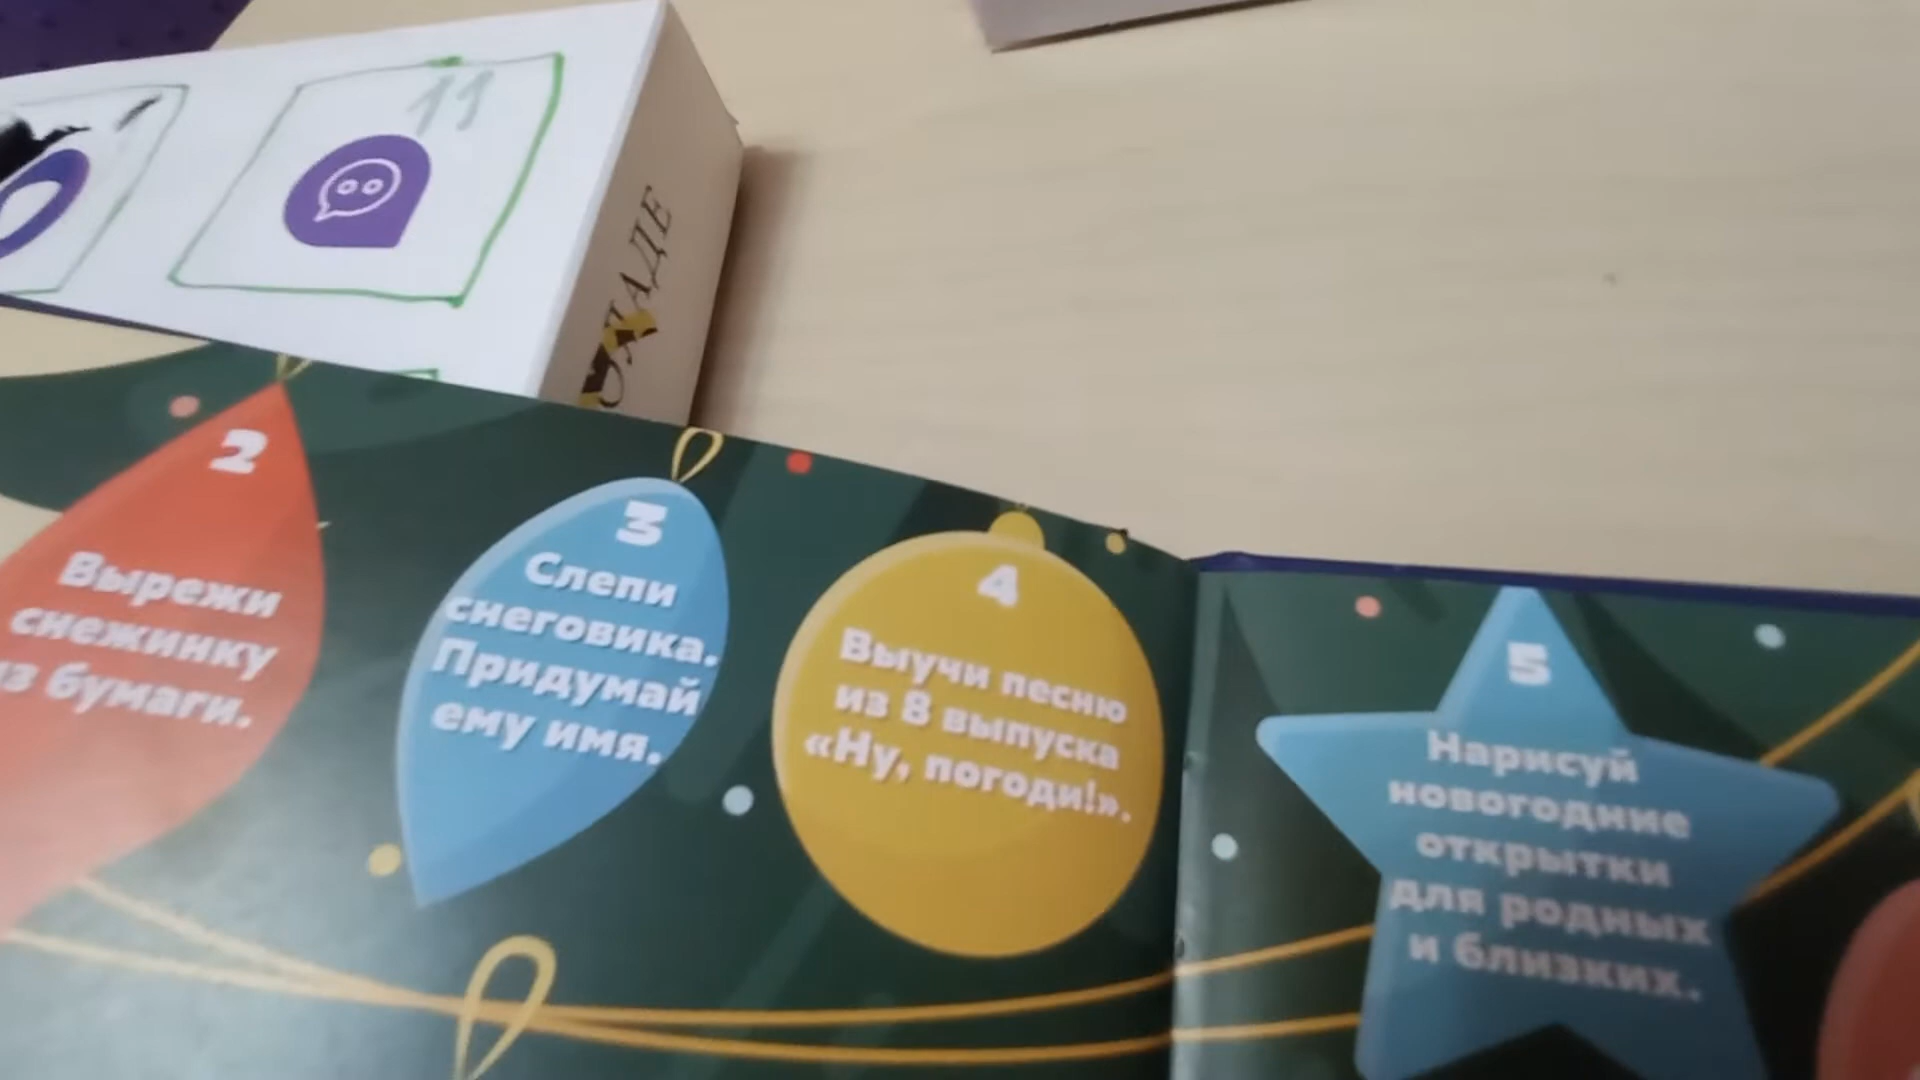 11
2
Вырежи
снежинку
из бумаги.
3
Слепи
снеговика.
Придумай
ему имя.
4
Выучи песню
из 8 выпуска
«Ну, погоди!».
5
Нарисуй
новогодние
открытки
для родных
и близких.